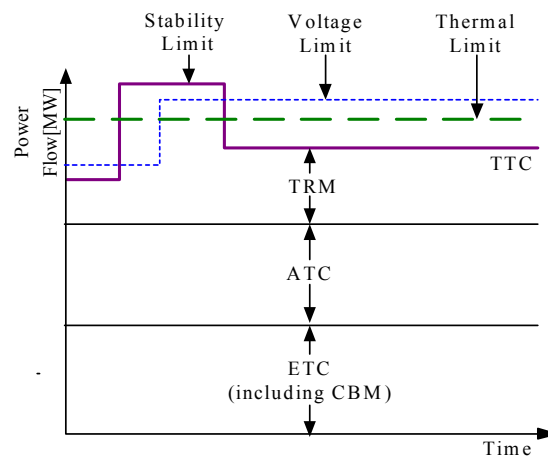 Stability
Limit
Voltage
Limit
Thermal
Limit
Power
Flow[MW]
TTC
TRM
ATC
ETC
(including CBM)
Time